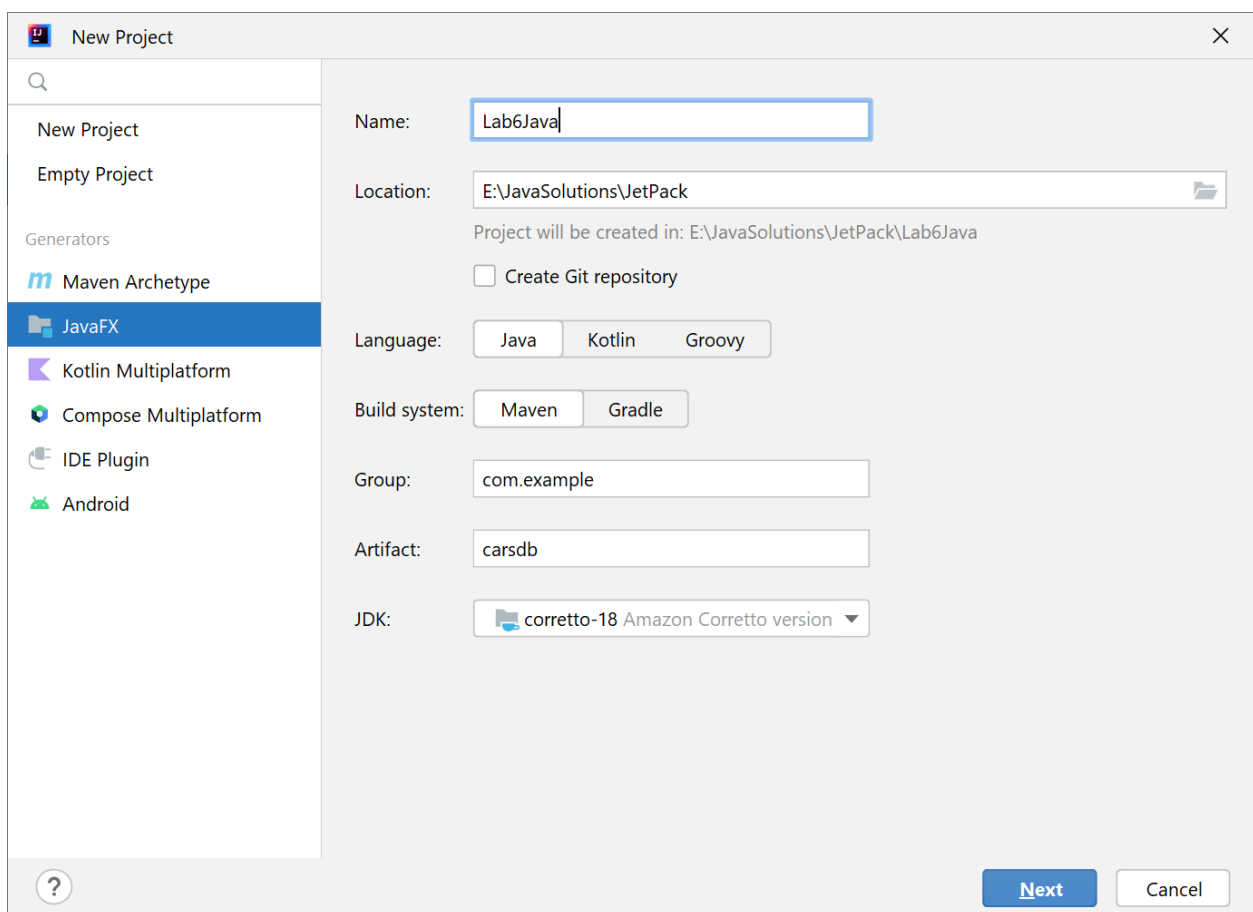 New Project
New Project
Empty Project
Generators
Maven Archetype
JavaFX
Kotlin Multiplatform
Compose Multiplatform
IDE Plugin
Android
Name: Lab6Java
Location: E:\JavaSolutions\JetPack
Project will be created in: E:\JavaSolutions\JetPack\Lab6Java
Create Git repository
Language: Java Kotlin Groovy
Build system: Maven Gradle
Group: com.example
Artifact: carsdb
JDK: corretto-18 Amazon Corretto version
? Next Cancel